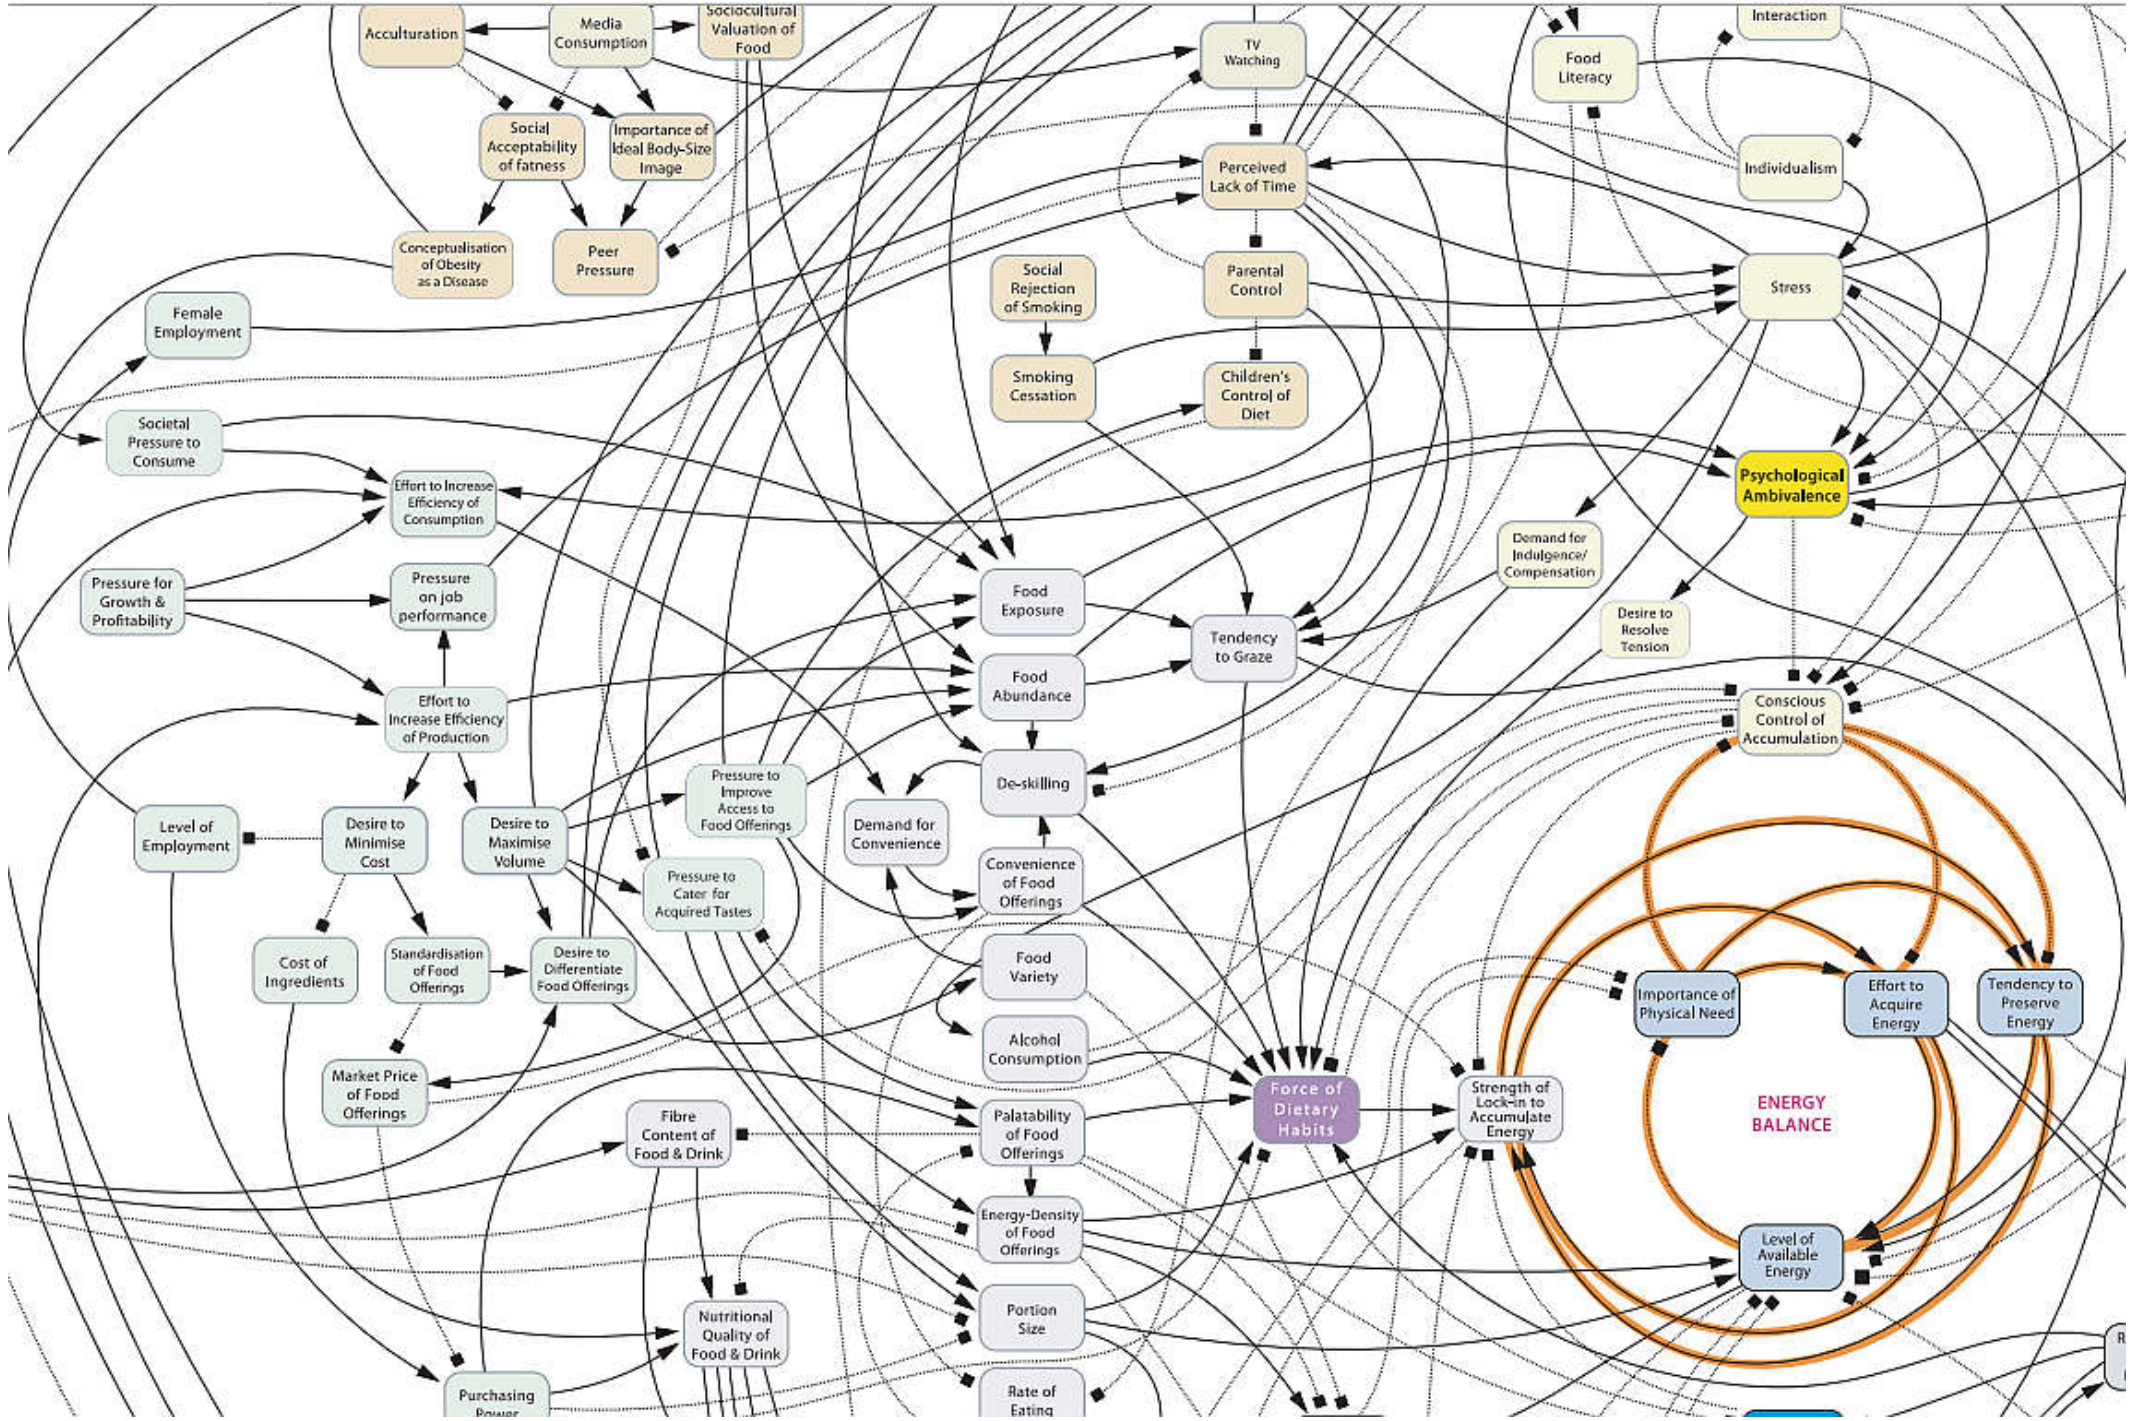 Acculturation
Media
Consumption
Sociocultural
Valuation of
Food
TV
Watching
Food
Literacy
Interaction
Social
Acceptability
of fatness
Importance of
Ideal Body-Size
Image
Perceived
Lack of Time
Individualism
Conceptualisation
of Obesity
as a Disease
Peer
Pressure
Social
Rejection
of Smoking
Parental
Control
Stress
Female
Employment
Smoking
Cessation
Children's
Control of
Diet
Societal
Pressure to
Consume
Effort to Increase
Efficiency of
Consumption
Psychological
Ambivalence
Pressure for
Growth &
Profitability
Pressure
on job
performance
Food
Exposure
Demand for
Indulgence/
Compensation
Tendency
to Graze
Desire to
Resolve
Tension
Effort to
Increase Efficiency
of Production
Food
Abundance
Conscious
Control of
Accumulation
Level of
Employment
Desire to
Minimise
Cost
Desire to
Maximise
Volume
Pressure to
Improve
Access to
Food Offerings
Demand for
Convenience
De-skilling
Pressure to
Cater for
Acquired Tastes
Convenience
of Food
Offerings
Cost of
Ingredients
Standardisation
of Food
Offerings
Desire to
Differentiate
Food Offerings
Food
Variety
Importance of
Physical Need
Effort to
Acquire
Energy
Tendency to
Preserve
Energy
Alcohol
Consumption
Market Price
of Food
Offerings
Fibre
Content of
Food & Drink
Palatability
of Food
Offerings
Force of
Dietary
Habits
Strength of
Lock-in to
Accumulate
Energy
ENERGY
BALANCE
Energy-Density
of Food
Offerings
Level of
Available
Energy
Nutritional
Quality of
Food & Drink
Portion
Size
Purchasing
Power
Rate of
Eating